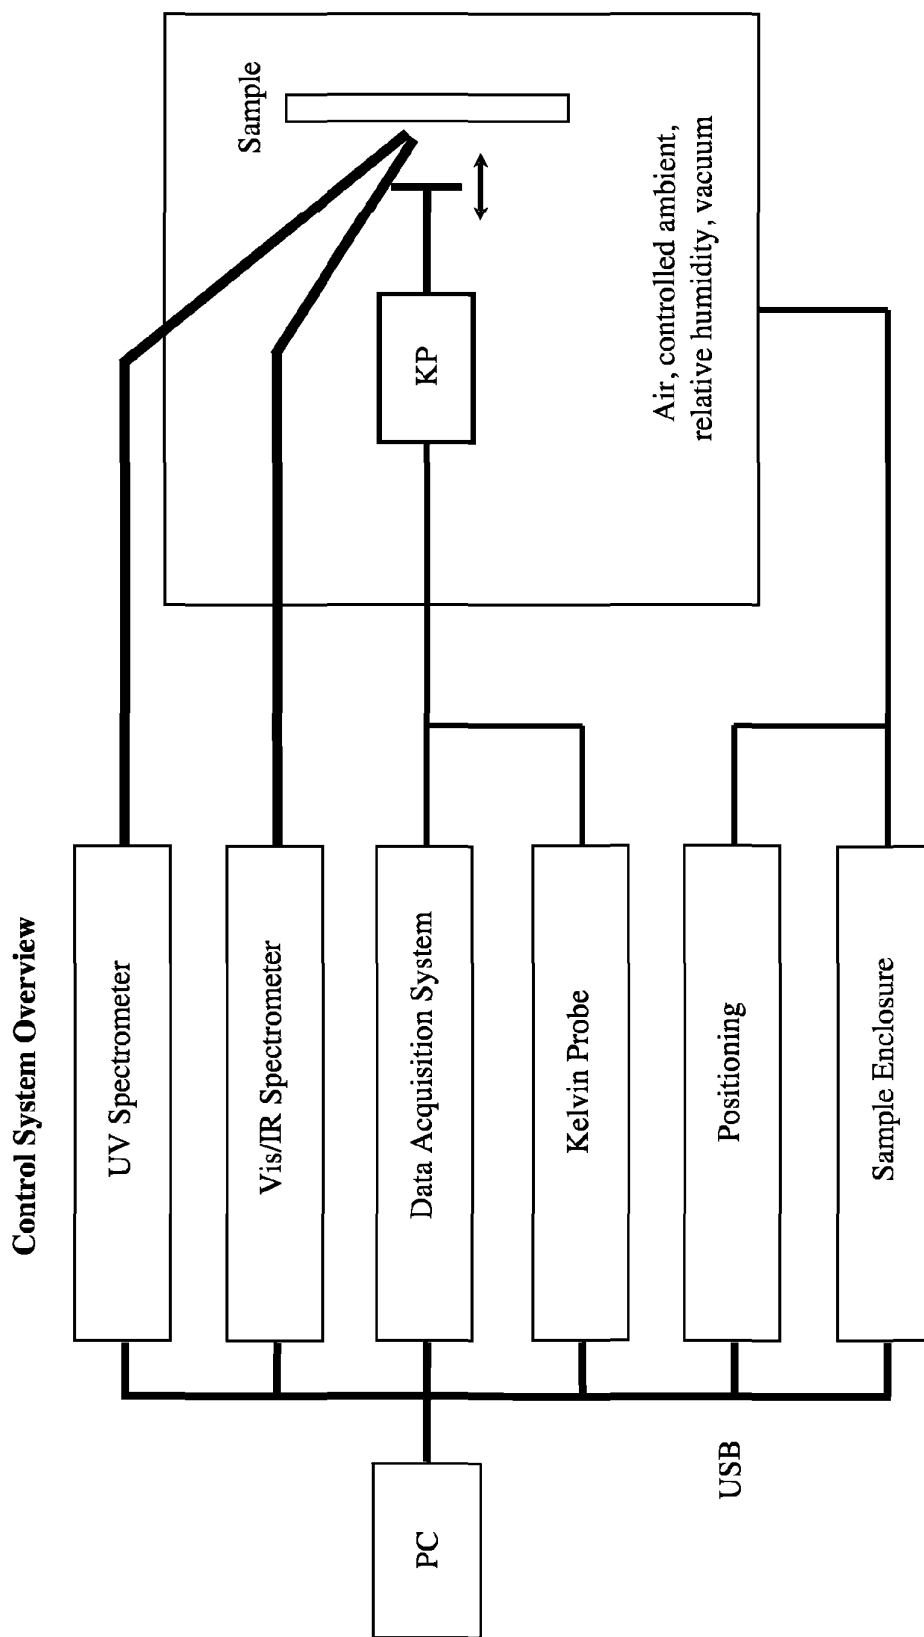 Control System Overview
UV Spectrometer
Vis/IR Spectrometer
Data Acquisition System
Kelvin Probe
Positioning
Sample Enclosure
PC
USB
KP
Sample
Air, controlled ambient,
relative humidity, vacuum